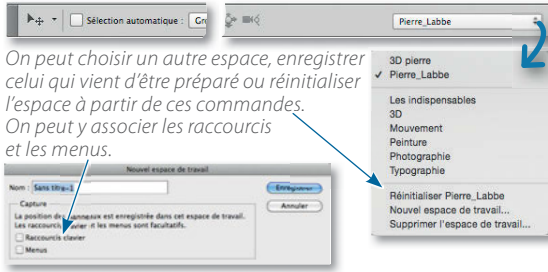 Sélection automatique : Gro
Pierre_Labbe
On peut choisir un autre espace, enregistrer
celui qui vient d'être préparé ou réinitialiser
l'espace à partir de ces commandes.
On peut y associer les raccourcis
et les menus.
3D pierre
✓ Pierre_Labbe
Les indispensables
3D
Mouvement
Peinture
Photographie
Typographie
Réinitialiser Pierre_Labbe
Nouvel espace de travail...
Supprimer l'espace de travail...
Nouvel espace de travail
Nom : Sans titre-1
Enregistrer
Annuler
Capture
La position des panneaux est enregistrée dans cet espace de travail.
Les raccourcis clavier et les menus sont facultatifs.
Raccourcis clavier
Menus